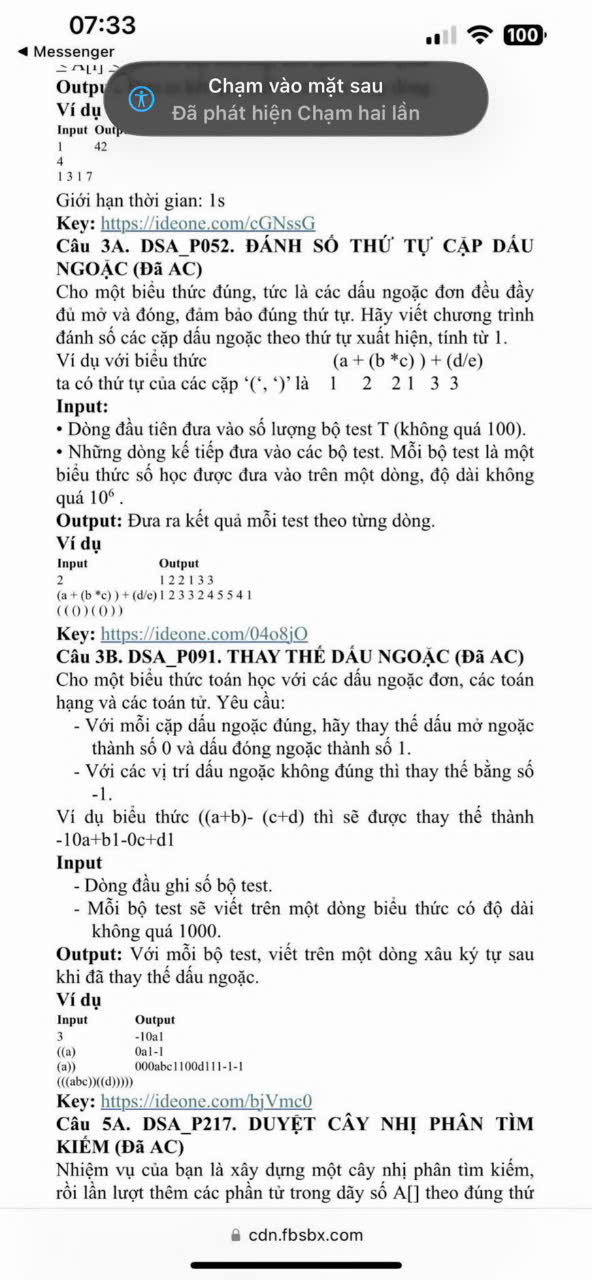 07:33
100
◀ Messenger
Chạm vào mặt sau
Đã phát hiện Chạm hai lần
Ví dụ
Input
1 42
4
1 3 1 7
Giới hạn thời gian: 1s
Key: https://ideone.com/cGNssG
Câu 3A. DSA_P052. ĐÁNH SỐ THỨ TỰ CẶP DẤU
NGOẶC (Đã AC)
Cho một biểu thức đúng, tức là các dấu ngoặc đơn đều đầy
đủ mở và đóng, đảm bảo đúng thứ tự. Hãy viết chương trình
đánh số các cặp dấu ngoặc theo thứ tự xuất hiện, tính từ 1.
Ví dụ với biểu thức (a + (b *c) ) + (d/e)
ta có thứ tự của các cặp ‘(‘, ‘)’ là 1 2 2 1 3 3
Input:
• Dòng đầu tiên đưa vào số lượng bộ test T (không quá 100).
• Những dòng kế tiếp đưa vào các bộ test. Mỗi bộ test là một
biểu thức số học được đưa vào trên một dòng, độ dài không
quá 10⁶ .
Output: Đưa ra kết quả mỗi test theo từng dòng.
Ví dụ
Input Output
2 1 2 2 1 3 3
(a + (b *c) ) + (d/e) 1 2 3 3 2 4 5 5 4 1
( ( () ) ( () ) )
Key: https://ideone.com/04o8jO
Câu 3B. DSA_P091. THAY THẾ DẤU NGOẶC (Đã AC)
Cho một biểu thức toán học với các dấu ngoặc đơn, các toán
hạng và các toán tử. Yêu cầu:
- Với mỗi cặp dấu ngoặc đúng, hãy thay thế dấu mở ngoặc
thành số 0 và dấu đóng ngoặc thành số 1.
- Với các vị trí dấu ngoặc không đúng thì thay thế bằng số
-1.
Ví dụ biểu thức ((a+b)- (c+d) thì sẽ được thay thế thành
-10a+b1-0c+d1
Input
- Dòng đầu ghi số bộ test.
- Mỗi bộ test sẽ viết trên một dòng biểu thức có độ dài
không quá 1000.
Output: Với mỗi bộ test, viết trên một dòng xâu ký tự sau
khi đã thay thế dấu ngoặc.
Ví dụ
Input Output
3 -10a1
((a) 0a1-1
(a)) 000abc1100d111-1-1
(((abc))((d)))))
Key: https://ideone.com/bjVmc0
Câu 5A. DSA_P217. DUYỆT CÂY NHỊ PHÂN TÌM
KIẾM (Đã AC)
Nhiệm vụ của bạn là xây dựng một cây nhị phân tìm kiếm,
rồi lần lượt thêm các phần tử trong dãy số A[] theo đúng thứ
cdn.fbsbx.com